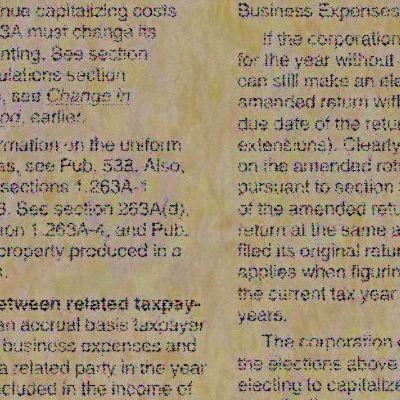 nue capitalizing costs
3A must change its
nting. See section
ulations section
, see Change in
od, earlier.
rmation on the uniform
es, see Pub. 538. Also,
sections 1.263A-1
3. See section 263A(d),
ion 1.263A-4, and Pub.
property produced in a
s.
etween related taxpay-
an accrual basis taxpayer
business expenses and
a related party in the year
ncluded in the income of
Business Expenses
If the corporation
for the year without
can still make an ele
amended return with
due date of the retur
extensions). Clearly
on the amended retu
pursuant to section
of the amended retu
return at the same a
filed its original retur
applies when figurin
the current tax year
years.
The corporation
the elections above
electing to capitalize